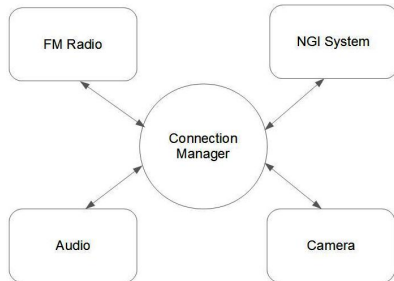 FM Radio
NGI System
Connection
Manager
Audio
Camera